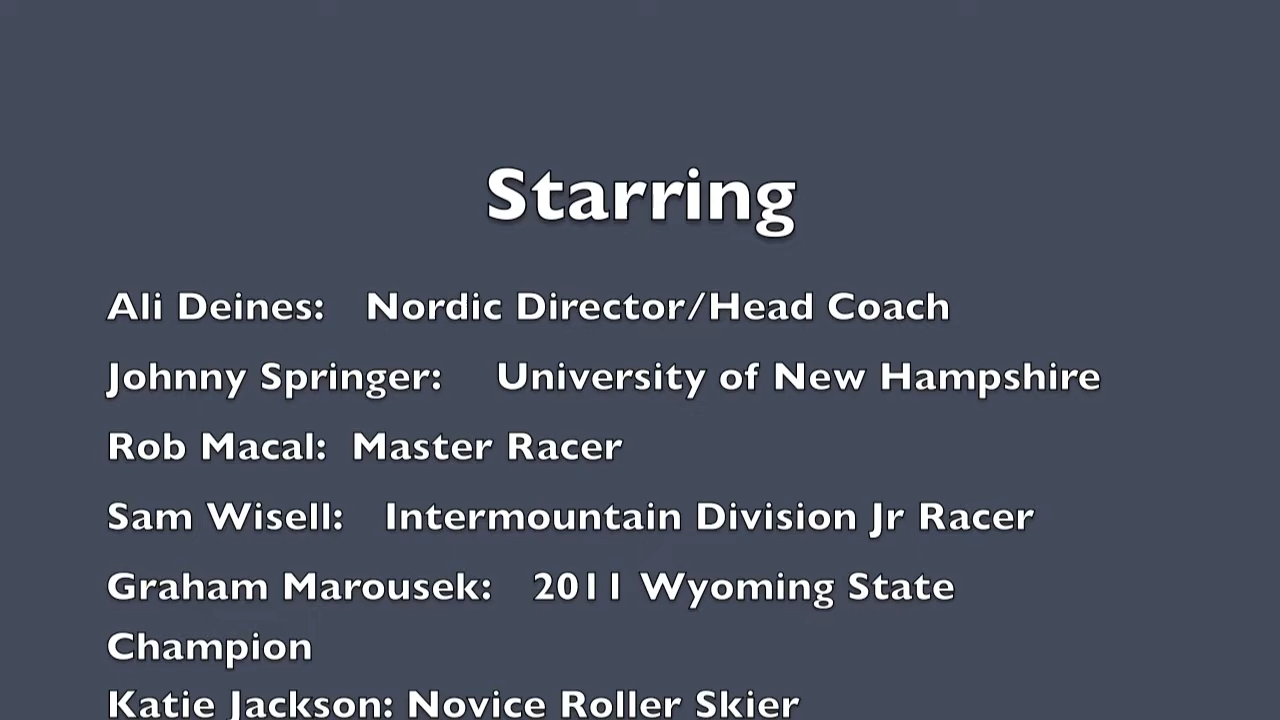 Starring
Ali Deines: Nordic Director/Head Coach
Johnny Springer: University of New Hampshire
Rob Macal: Master Racer
Sam Wisell: Intermountain Division Jr Racer
Graham Marousek: 2011 Wyoming State
Champion
Katie Jackson: Novice Roller Skier